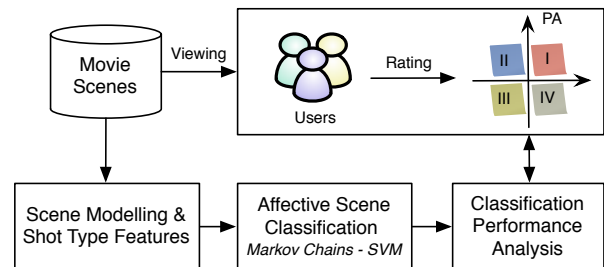 PA
Movie
Scenes
Viewing
Users
Rating
II
I
III
IV
Scene Modelling &
Shot Type Features
Affective Scene
Classification
Markov Chains - SVM
Classification
Performance
Analysis